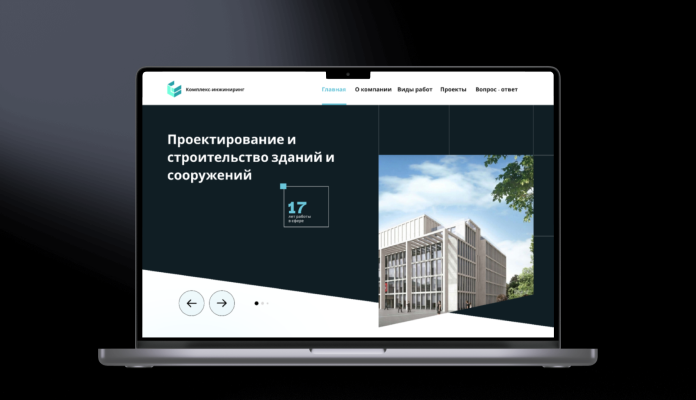 Комплекс-инжиниринг
Главная
О компании
Виды работ
Проекты
Вопрос - ответ
Проектирование и
строительство зданий и
сооружений
17
лет работы
в сфере